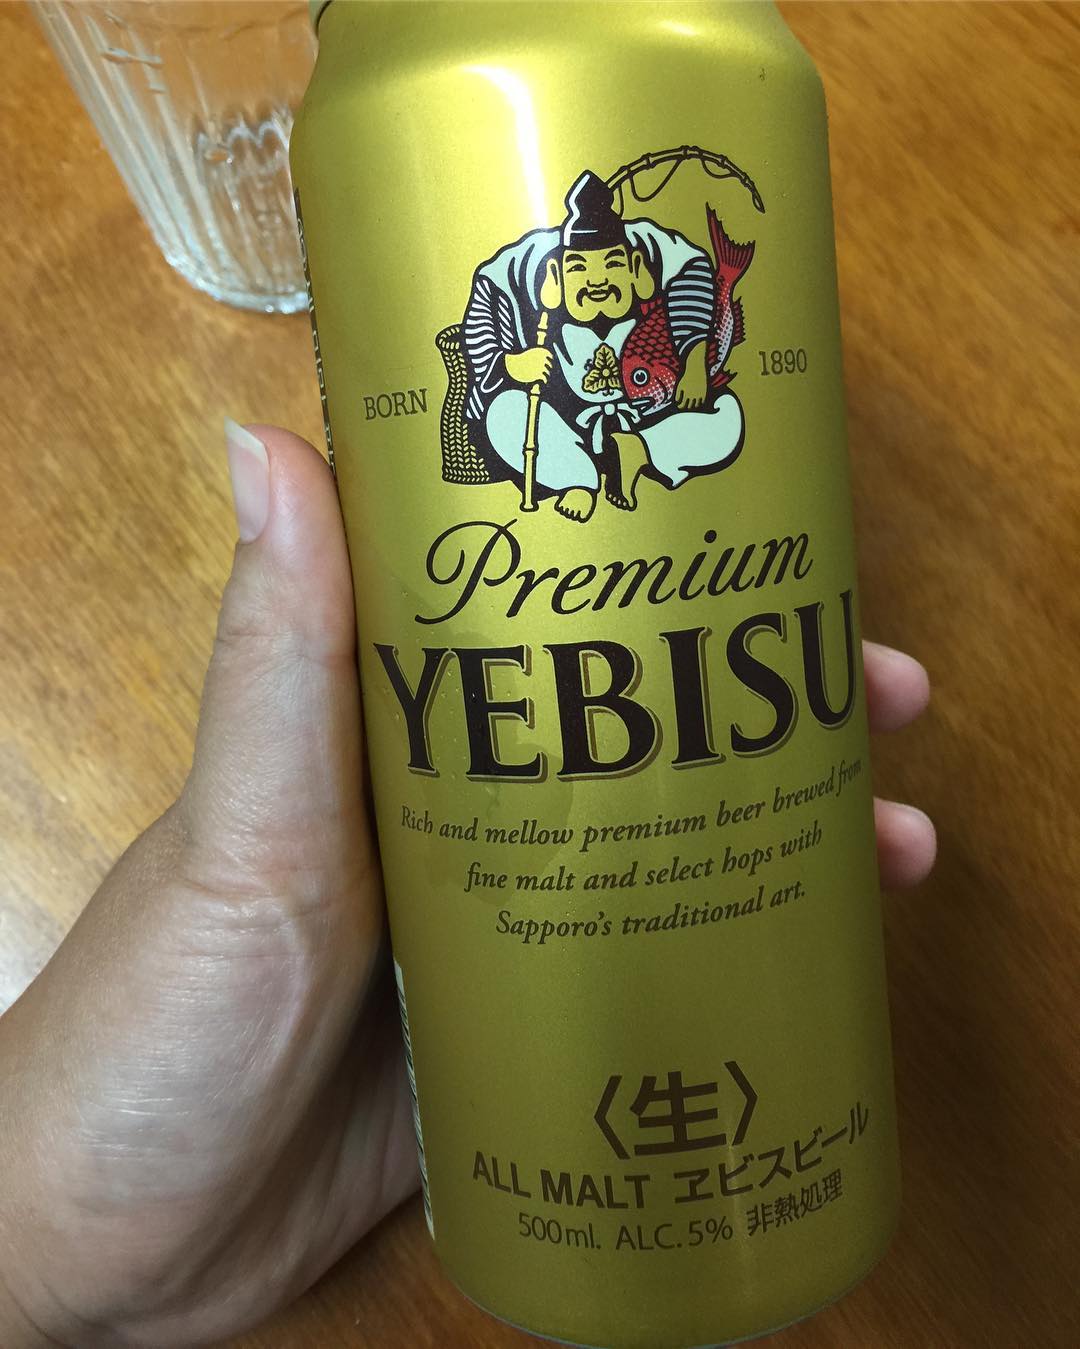 BORN
1890
Premium
YEBISU
Rich and mellow premium beer brewed from
fine malt and select hops with
Sapporo's traditional art.
〈生〉
ALL MALT ヱビスビール
500ml. ALC.5% 非熱処理